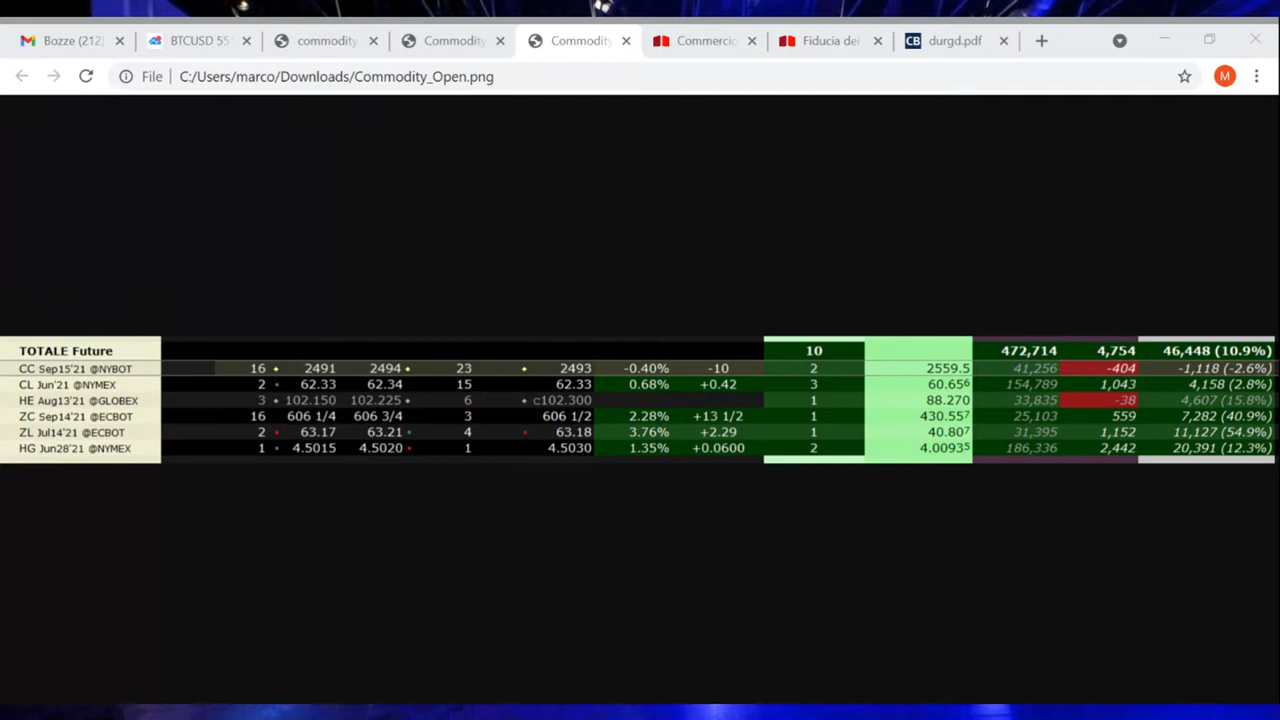 Bozze (212) BTCUSD 55 commodity Commodity Commodity Commercio Fiducia dei durgd.pdf
File C:/Users/marco/Downloads/Commodity_Open.png M
TOTALE Future 10 472,714 4,754 46,448 (10.9%)
CC Sep15'21 @NYBOT 16 2491 2494 23 2493 -0.40% -10 2 2559.5 41,256 -404 -1,118 (-2.6%)
CL Jun'21 @NYMEX 2 62.33 62.34 15 62.33 0.68% +0.42 3 60.65⁶ 154,789 1,043 4,158 (2.8%)
HE Aug13'21 @GLOBEX 3 102.150 102.225 6 c102.300 1 88.270 33,835 -38 4,607 (15.8%)
ZC Sep14'21 @ECBOT 16 606 1/4 606 3/4 3 606 1/2 2.28% +13 1/2 1 430.55⁷ 25,103 559 7,282 (40.9%)
ZL Jul14'21 @ECBOT 2 63.17 63.21 4 63.18 3.76% +2.29 1 40.80⁷ 31,395 1,152 11,127 (54.9%)
HG Jun28'21 @NYMEX 1 4.5015 4.5020 1 4.5030 1.35% +0.0600 2 4.0093⁵ 186,336 2,442 20,391 (12.3%)